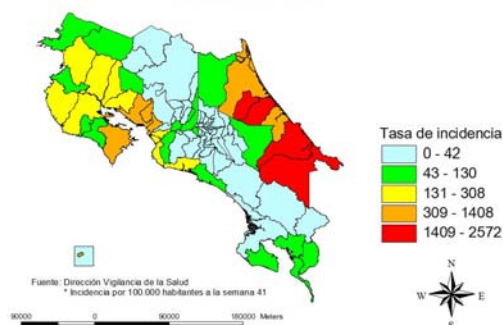 Tasa de incidencia
0 - 42
43 - 130
131 - 308
309 - 1408
1409 - 2572
Fuente: Dirección Vigilancia de la Salud
* Incidencia por 100.000 habitantes a la semana 41
90000 0 90000 180000 Meters
N
W E
S